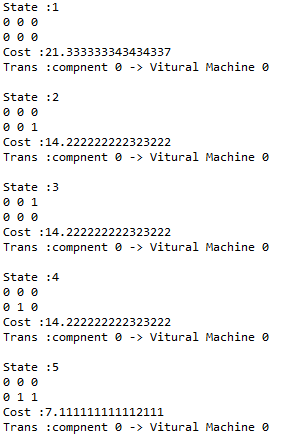 State :1
0 0 0
0 0 0
Cost :21.333333343434337
Trans :compnent 0 -> Vitural Machine 0
State :2
0 0 0
0 0 1
Cost :14.222222222323222
Trans :compnent 0 -> Vitural Machine 0
State :3
0 0 1
0 0 0
Cost :14.222222222323222
Trans :compnent 0 -> Vitural Machine 0
State :4
0 0 0
0 1 0
Cost :14.222222222323222
Trans :compnent 0 -> Vitural Machine 0
State :5
0 0 0
0 1 1
Cost :7.111111111112111
Trans :compnent 0 -> Vitural Machine 0